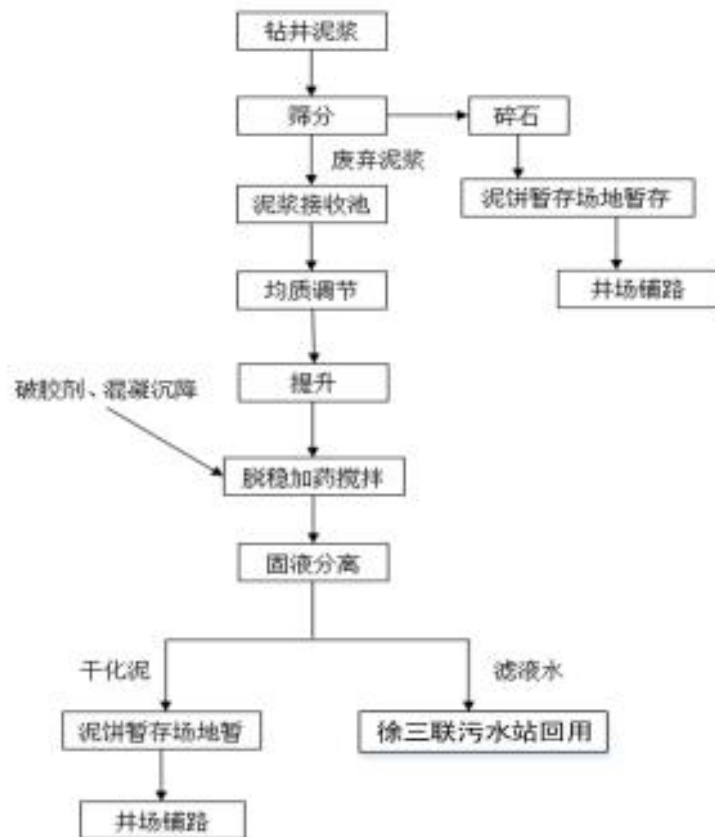 钻井泥浆
筛分
碎石
废弃泥浆
泥浆接收池
泥饼暂存场地暂存
均质调节
井场铺路
提升
破胶剂、混凝沉降
脱稳加药搅拌
固液分离
干化泥
滤液水
泥饼暂存场地暂
徐三联污水站回用
井场铺路